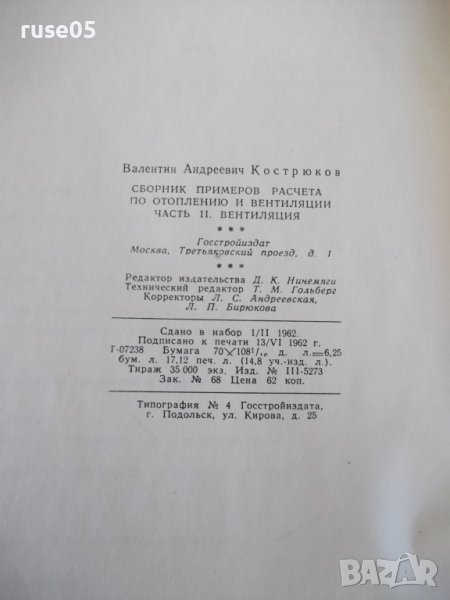 ruse05
Валентин Андреевич Кострюков
СБОРНИК ПРИМЕРОВ РАСЧЕТА
ПО ОТОПЛЕНИЮ И ВЕНТИЛЯЦИИ
ЧАСТЬ II. ВЕНТИЛЯЦИЯ
* * *
Госстройиздат
Москва, Третьяковский проезд, д. 1
* * *
Редактор издательства Д. К. Ничемяги
Технический редактор Т. М. Гольберг
Корректоры Л. С. Андреевская,
Л. П. Бирюкова
Сдано в набор 1/II 1962.
Подписано к печати 13/VI 1962 г.
Г-07238 Бумага 70×108¹/₁₆ д. л.=6,25
бум. л. 17,12 печ. л. (14,8 уч.-изд. л.).
Тираж 35 000 экз. Изд. № III-5273
Зак. № 68 Цена 62 коп.
Типография № 4 Госстройиздата,
г. Подольск, ул. Кирова, д. 25
BAZAR